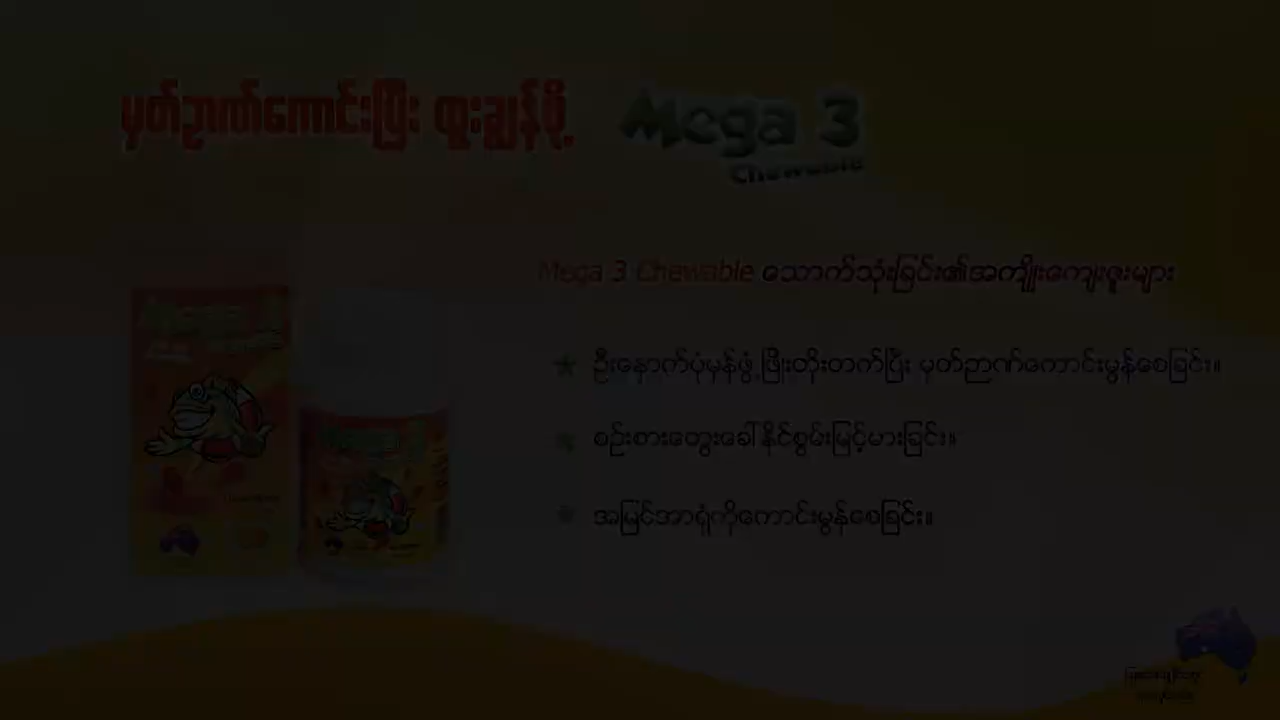 မှတ်ဉာဏ်ကောင်းပြီး ထူးချွန်ဖို့ Mega 3
Chewable
Mega 3 Chewable သောက်သုံးခြင်း၏အကျိုးကျေးဇူးများ
ဦးနှောက်ပုံမှန်ဖွံ့ဖြိုးတိုးတက်ပြီး မှတ်ဉာဏ်ကောင်းမွန်စေခြင်း။
စဉ်းစားတွေးခေါ်နိုင်စွမ်းမြင့်မားခြင်း။
အမြင်အာရုံကိုကောင်းမွန်စေခြင်း။
Mega 3
Mega 3